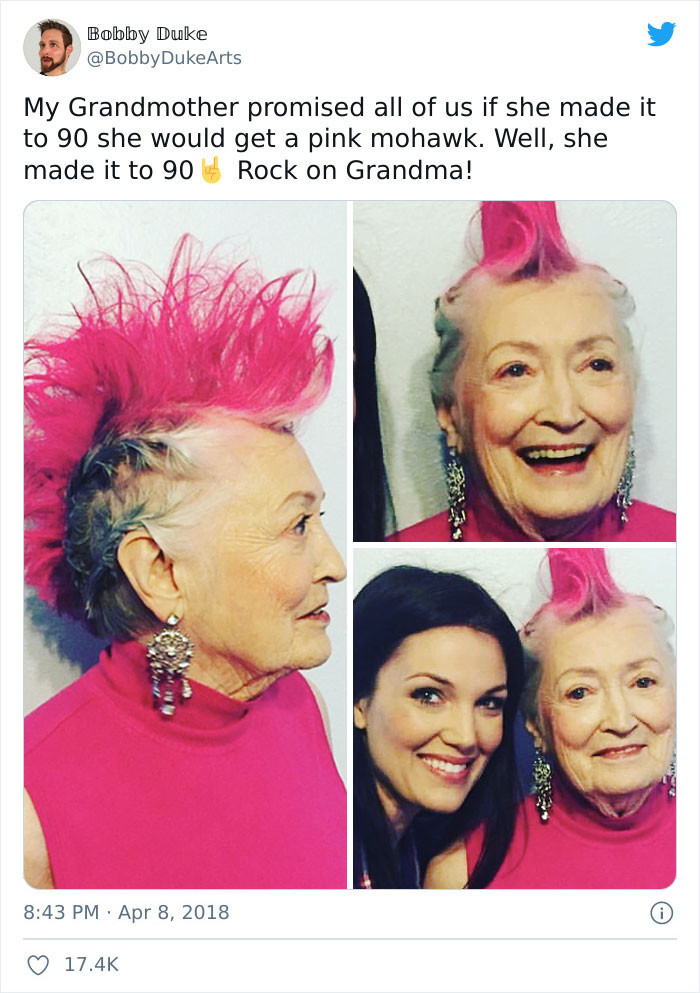 Bobby Duke
@BobbyDukeArts
My Grandmother promised all of us if she made it
to 90 she would get a pink mohawk. Well, she
made it to 90🤘 Rock on Grandma!
8:43 PM · Apr 8, 2018
17.4K